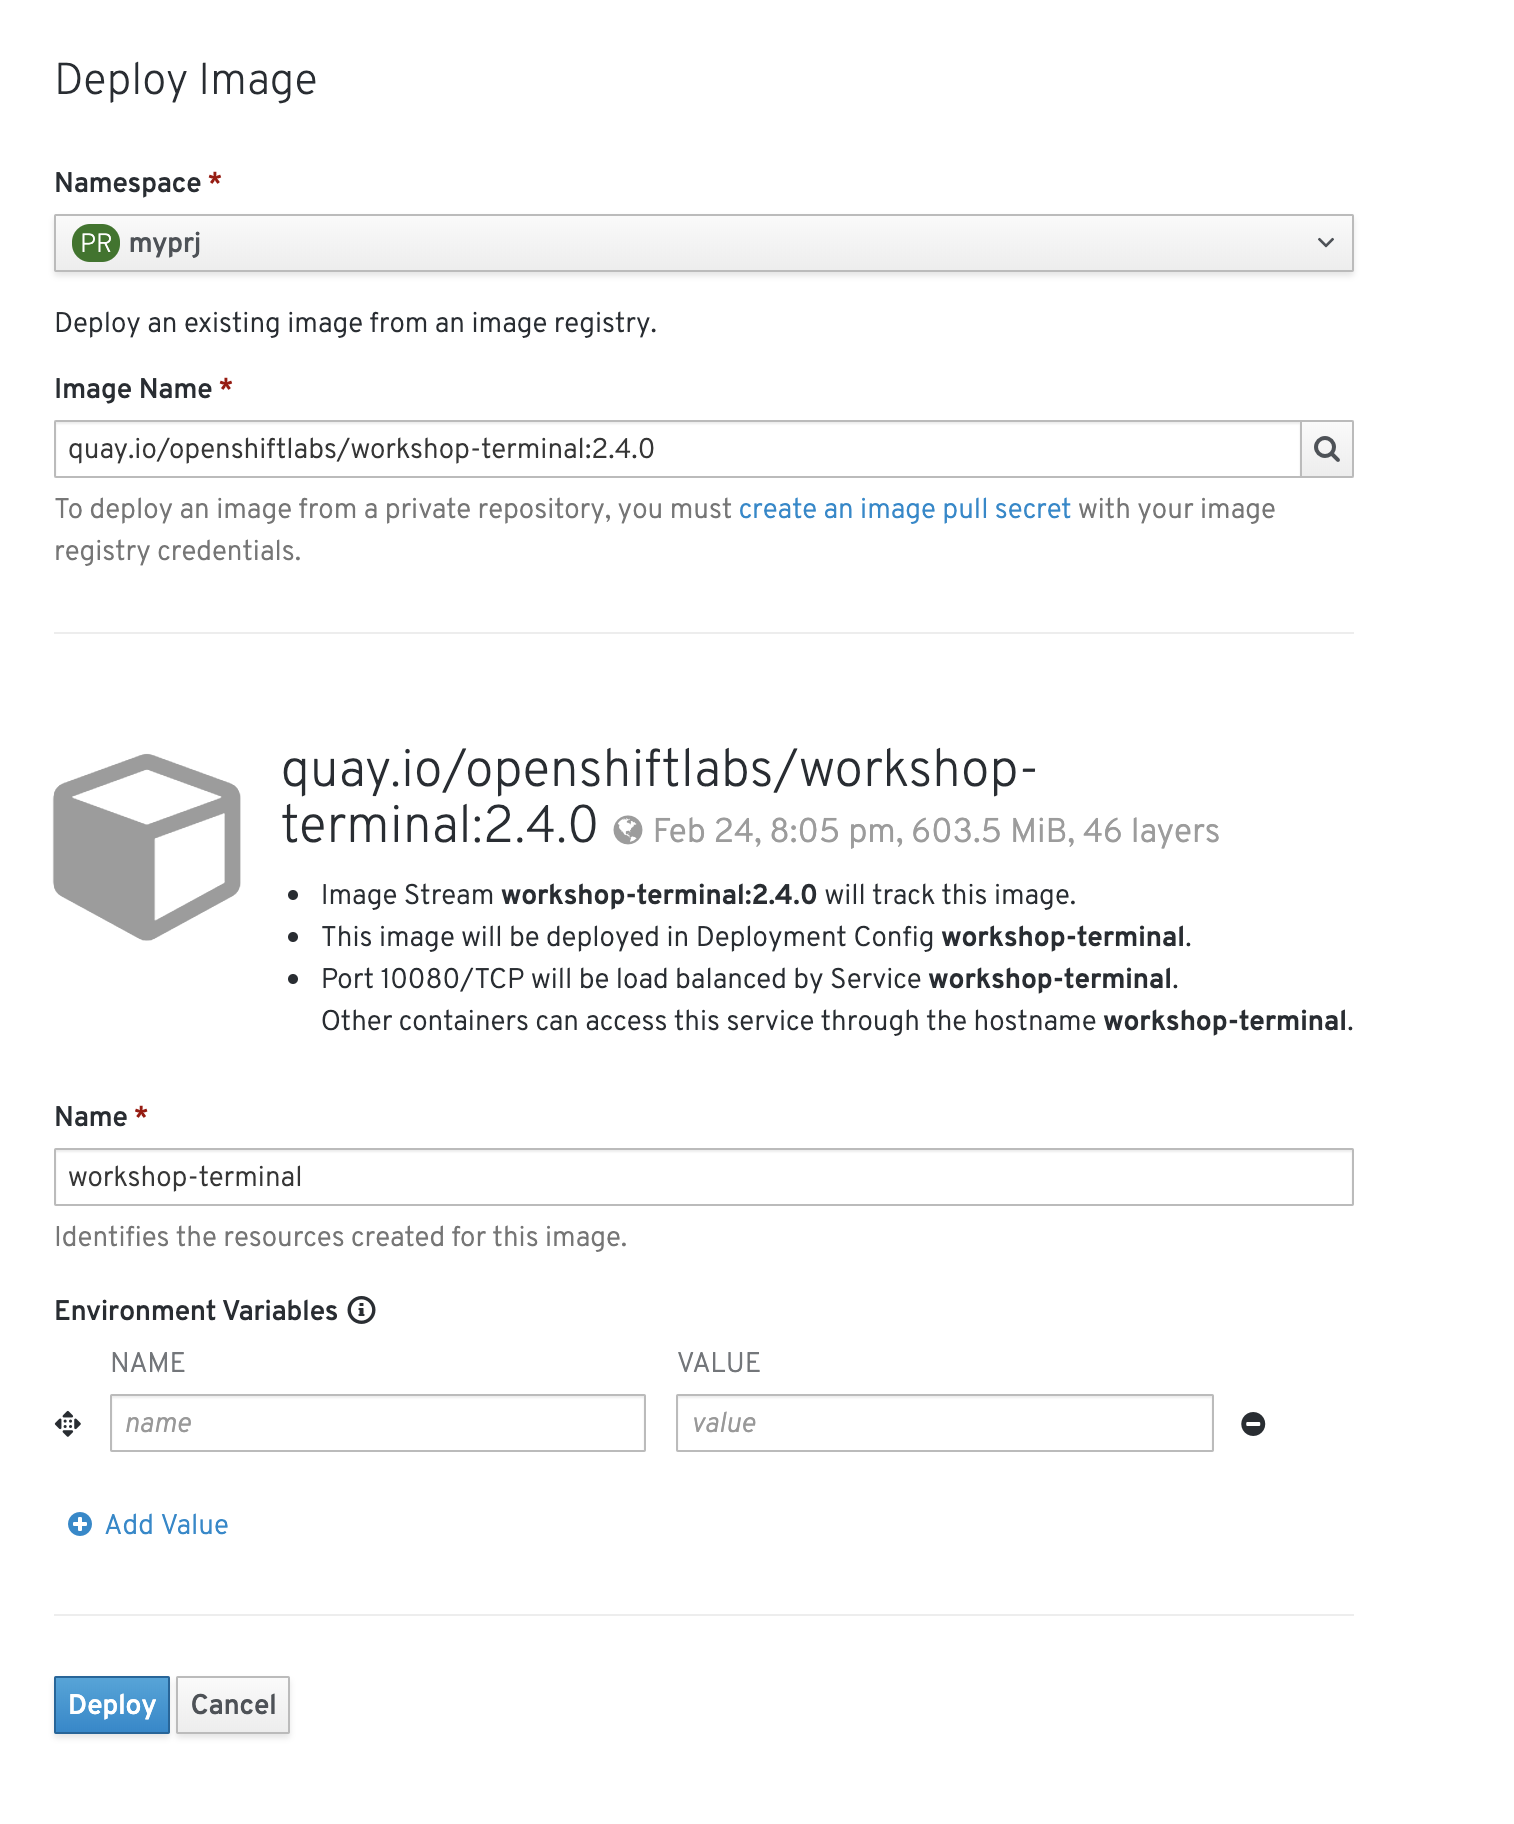 Deploy Image
Namespace *
PR myprj
Deploy an existing image from an image registry.
Image Name *
quay.io/openshiftlabs/workshop-terminal:2.4.0
To deploy an image from a private repository, you must create an image pull secret with your image
registry credentials.
quay.io/openshiftlabs/workshop-
terminal:2.4.0 Feb 24, 8:05 pm, 603.5 MiB, 46 layers
• Image Stream workshop-terminal:2.4.0 will track this image.
• This image will be deployed in Deployment Config workshop-terminal.
• Port 10080/TCP will be load balanced by Service workshop-terminal.
Other containers can access this service through the hostname workshop-terminal.
Name *
workshop-terminal
Identifies the resources created for this image.
Environment Variables
NAME VALUE
name value
Add Value
Deploy Cancel